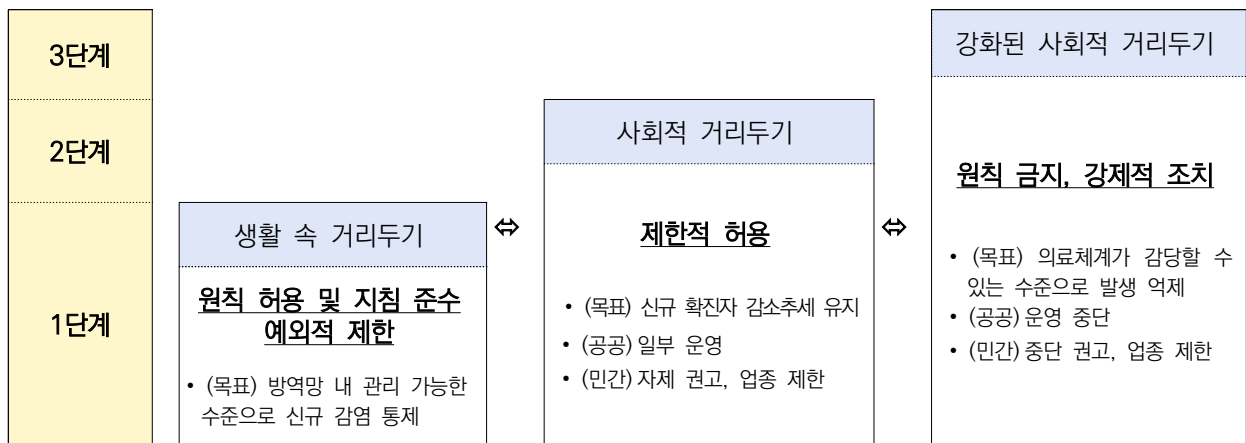 3단계
2단계
1단계
생활 속 거리두기
원칙 허용 및 지침 준수
예외적 제한
• (목표) 방역망 내 관리 가능한
수준으로 신규 감염 통제
⇔
사회적 거리두기
제한적 허용
• (목표) 신규 확진자 감소추세 유지
• (공공) 일부 운영
• (민간) 자제 권고, 업종 제한
⇔
강화된 사회적 거리두기
원칙 금지, 강제적 조치
• (목표) 의료체계가 감당할 수
있는 수준으로 발생 억제
• (공공) 운영 중단
• (민간) 중단 권고, 업종 제한